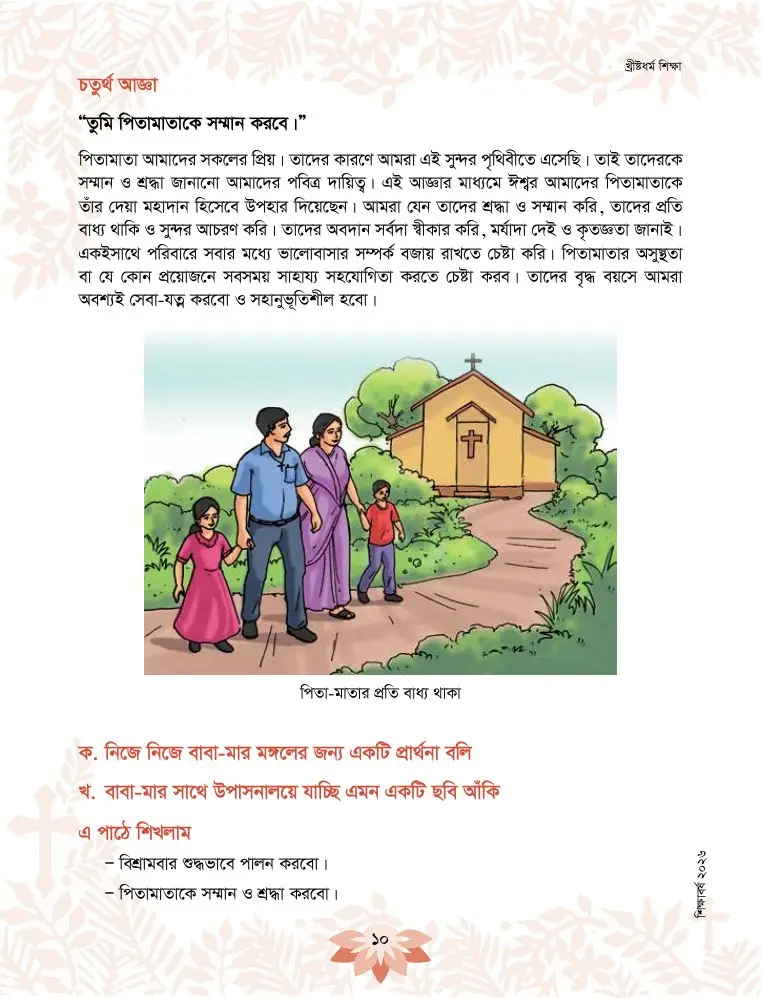 খ্রীষ্টধর্ম শিক্ষা
চতুর্থ আজ্ঞা
“তুমি পিতামাতাকে সম্মান করবে।”
পিতামাতা আমাদের সকলের প্রিয়। তাদের কারণে আমরা এই সুন্দর পৃথিবীতে এসেছি। তাই তাদেরকে
সম্মান ও শ্রদ্ধা জানানো আমাদের পবিত্র দায়িত্ব। এই আজ্ঞার মাধ্যমে ঈশ্বর আমাদের পিতামাতাকে
তাঁর দেয়া মহাদান হিসেবে উপহার দিয়েছেন। আমরা যেন তাদের শ্রদ্ধা ও সম্মান করি, তাদের প্রতি
বাধ্য থাকি ও সুন্দর আচরণ করি। তাদের অবদান সর্বদা স্বীকার করি, মর্যাদা দেই ও কৃতজ্ঞতা জানাই।
একইসাথে পরিবারে সবার মধ্যে ভালোবাসার সম্পর্ক বজায় রাখতে চেষ্টা করি। পিতামাতার অসুস্থতা
বা যে কোন প্রয়োজনে সবসময় সাহায্য সহযোগিতা করতে চেষ্টা করব। তাদের বৃদ্ধ বয়সে আমরা
অবশ্যই সেবা-যত্ন করবো ও সহানুভূতিশীল হবো।
পিতা-মাতার প্রতি বাধ্য থাকা
ক. নিজে নিজে বাবা-মার মঙ্গলের জন্য একটি প্রার্থনা বলি
খ. বাবা-মার সাথে উপাসনালয়ে যাচ্ছি এমন একটি ছবি আঁকি
এ পাঠে শিখলাম
– বিশ্রামবার শুদ্ধভাবে পালন করবো।
– পিতামাতাকে সম্মান ও শ্রদ্ধা করবো।
শিক্ষাবর্ষ ২০২৬
১০